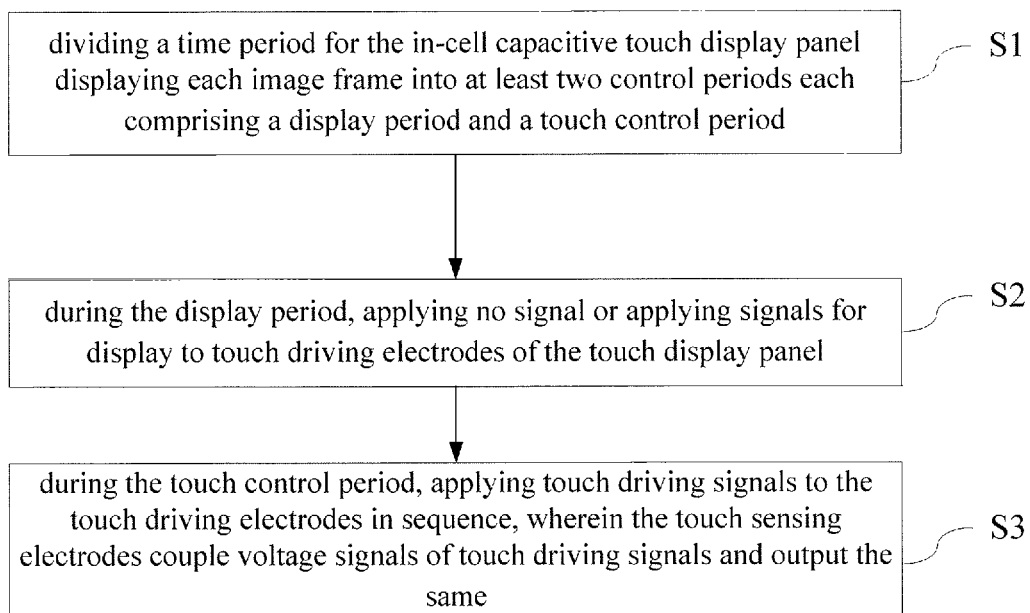 dividing a time period for the in-cell capacitive touch display panel
displaying each image frame into at least two control periods each
comprising a display period and a touch control period
S1
during the display period, applying no signal or applying signals for
display to touch driving electrodes of the touch display panel
S2
during the touch control period, applying touch driving signals to the
touch driving electrodes in sequence, wherein the touch sensing
electrodes couple voltage signals of touch driving signals and output the
same
S3